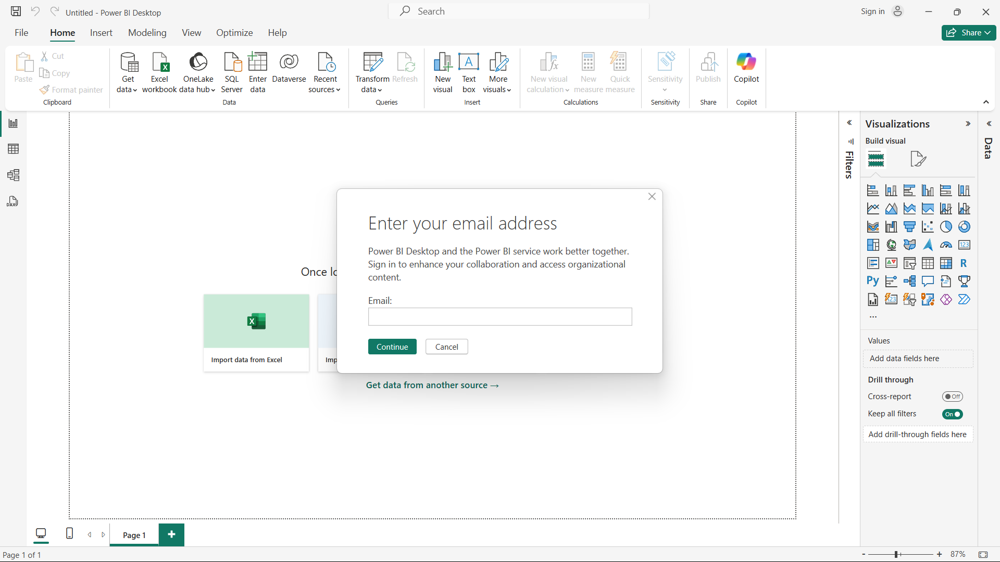 Untitled - Power BI Desktop
Search
Sign in
File
Home
Insert
Modeling
View
Optimize
Help
Share
Paste
Cut
Copy
Format painter
Clipboard
Get data
Excel workbook
OneLake data hub
SQL Server
Enter data
Dataverse
Recent sources
Data
Transform data
Refresh
Queries
New visual
A
Text box
More visuals
Insert
New visual calculation
New measure
Quick measure
Calculations
Sensitivity
Sensitivity
Publish
Share
Copilot
Copilot
DAX
Filters
Visualizations
Build visual
Data
123
R
Py
123
...
Values
Add data fields here
Drill through
Cross-report
Off
Keep all filters
On
Add drill-through fields here
Enter your email address
Power BI Desktop and the Power BI service work better together.
Sign in to enhance your collaboration and access organizational
content.
Email:
Continue
Cancel
Once lo
X
Import data from Excel
Imp
Get data from another source →
Page 1
+
Page 1 of 1
- + 87%